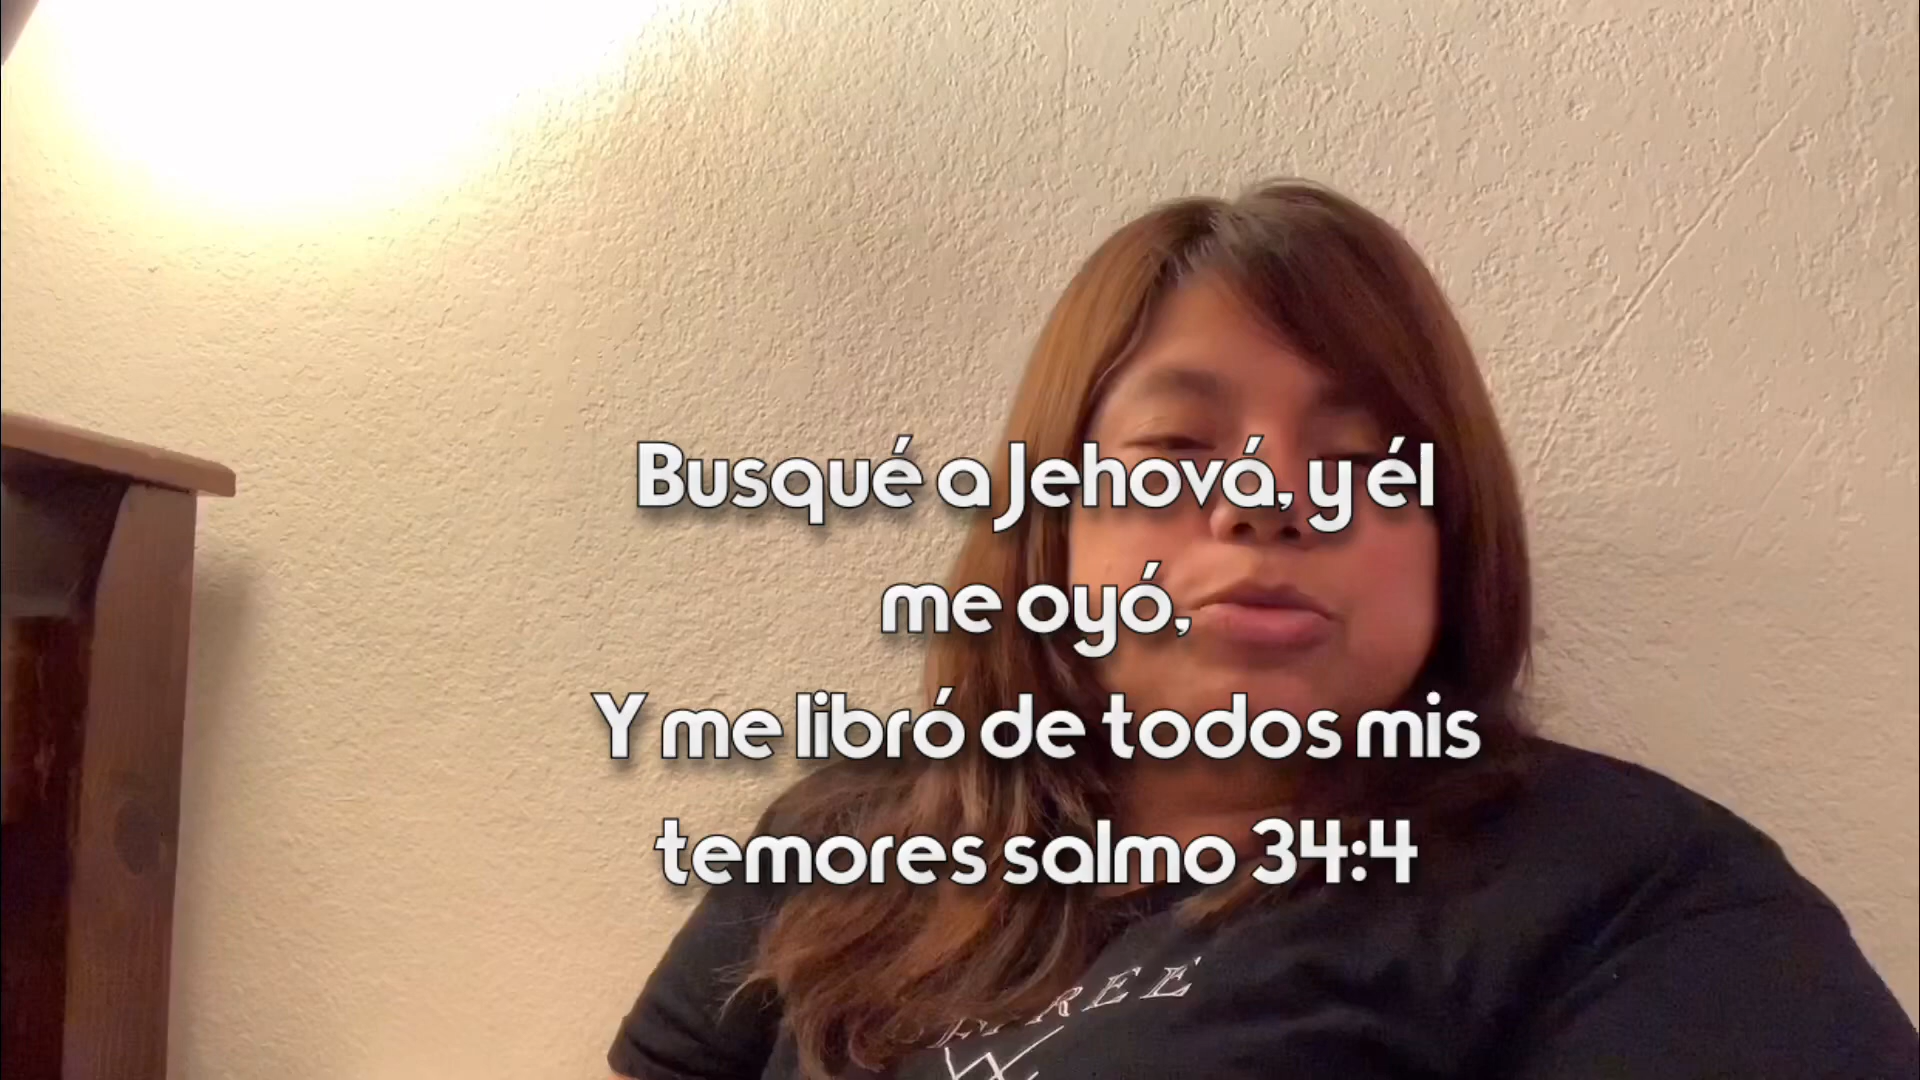 Busqué a Jehová, y él
me oyó,
Y me libró de todos mis
temores salmo 34:4